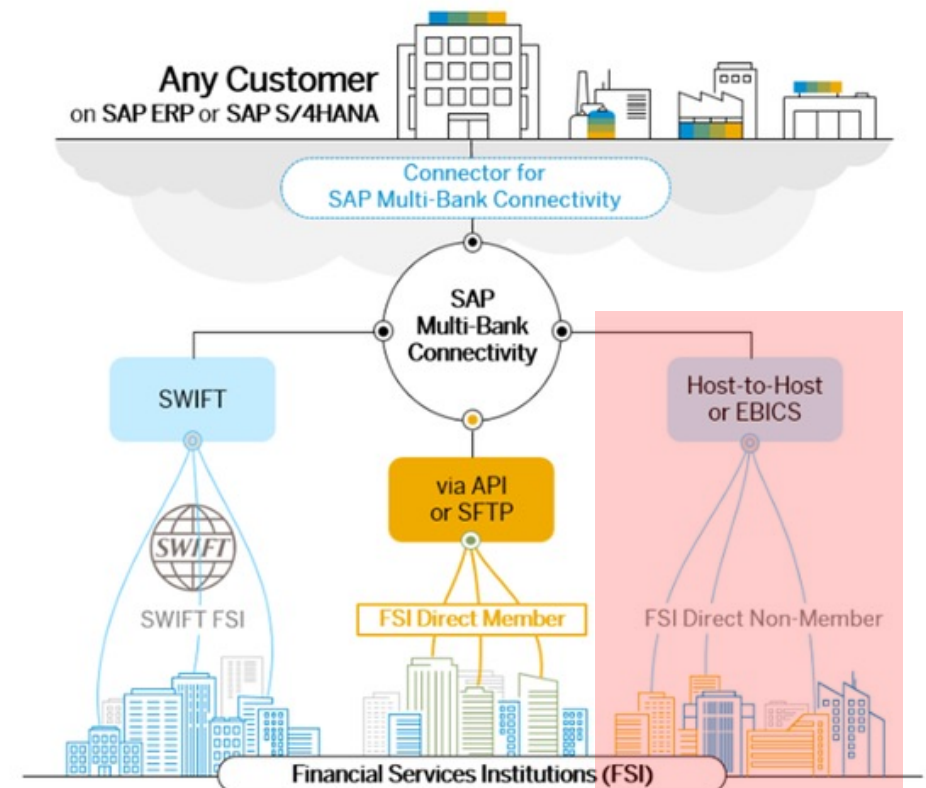 Any Customer
on SAP ERP or SAP S/4HANA
Connector for
SAP Multi-Bank Connectivity
SAP
Multi-Bank
Connectivity
SWIFT
Host-to-Host
or EBICS
via API
or SFTP
SWIFT
SWIFT FSI
FSI Direct Member
FSI Direct Non-Member
Financial Services Institutions (FSI)